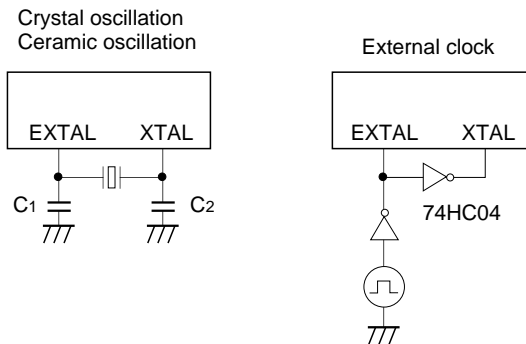 Crystal oscillation
Ceramic oscillation
EXTAL XTAL
C1
C2
External clock
EXTAL XTAL
74HC04